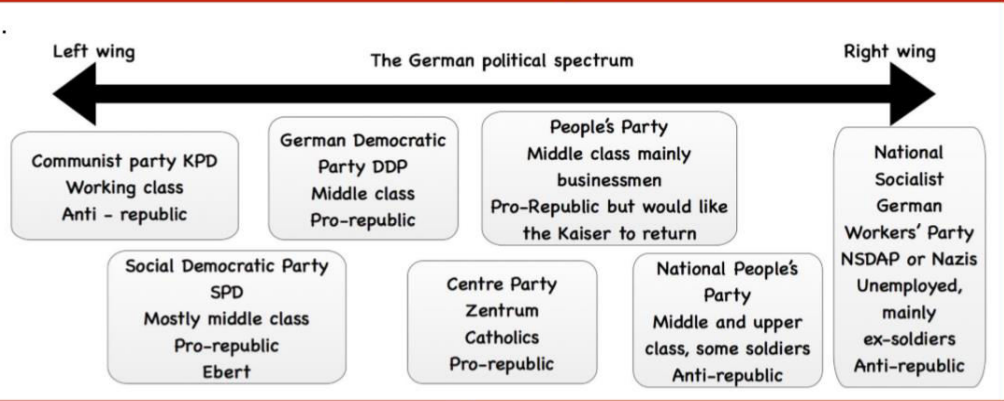 Left wing
The German political spectrum
Right wing
Communist party KPD
Working class
Anti - republic
Social Democratic Party
SPD
Mostly middle class
Pro-republic
Ebert
German Democratic
Party DDP
Middle class
Pro-republic
Centre Party
Zentrum
Catholics
Pro-republic
People's Party
Middle class mainly
businessmen
Pro-Republic but would like
the Kaiser to return
National People's
Party
Middle and upper
class, some soldiers
Anti-republic
National
Socialist
German
Workers' Party
NSDAP or Nazis
Unemployed,
mainly
ex-soldiers
Anti-republic